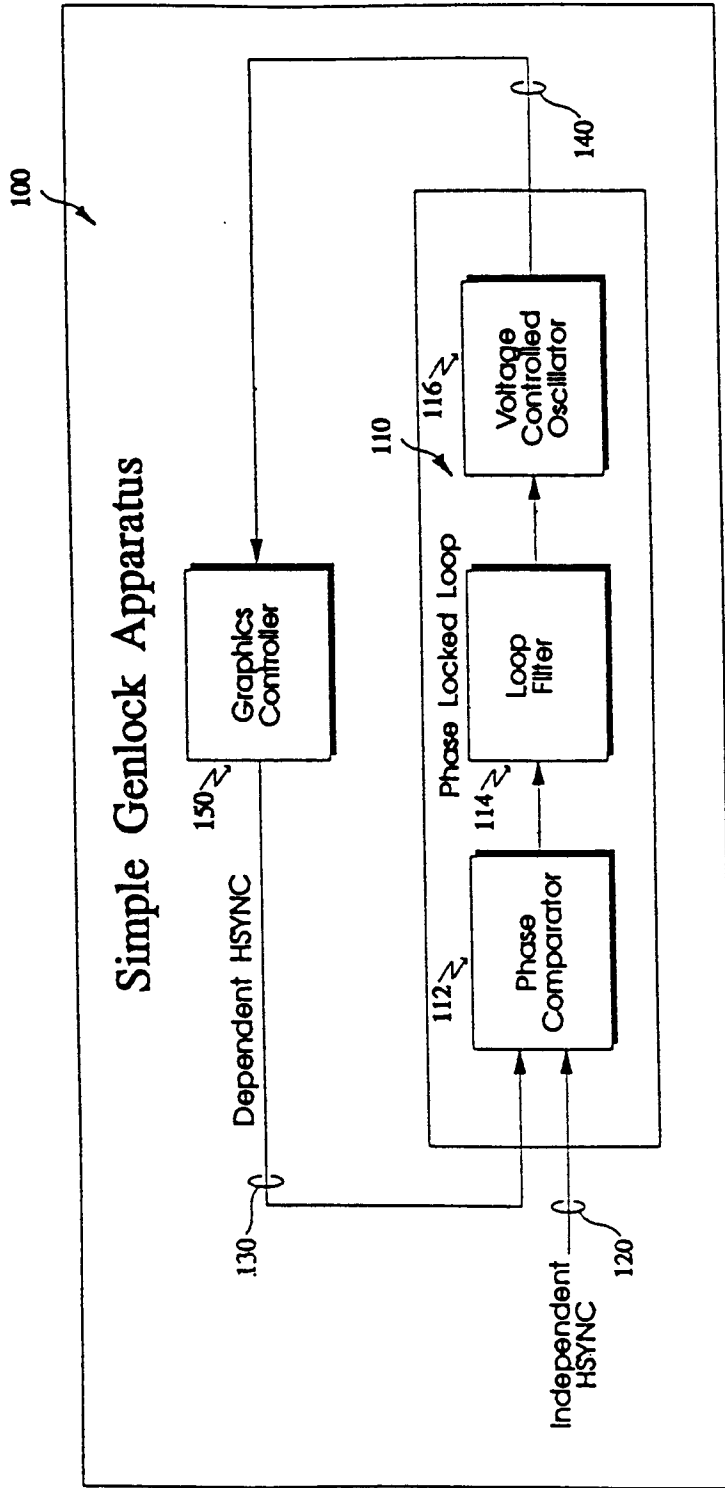 100
Simple Genlock Apparatus
Graphics
Controller
150
Dependent HSYNC
130
140
Phase Locked Loop
110
112
Phase
Comparator
114
Loop
Filter
116
Voltage
Controlled
Oscillator
Independent
HSYNC
120